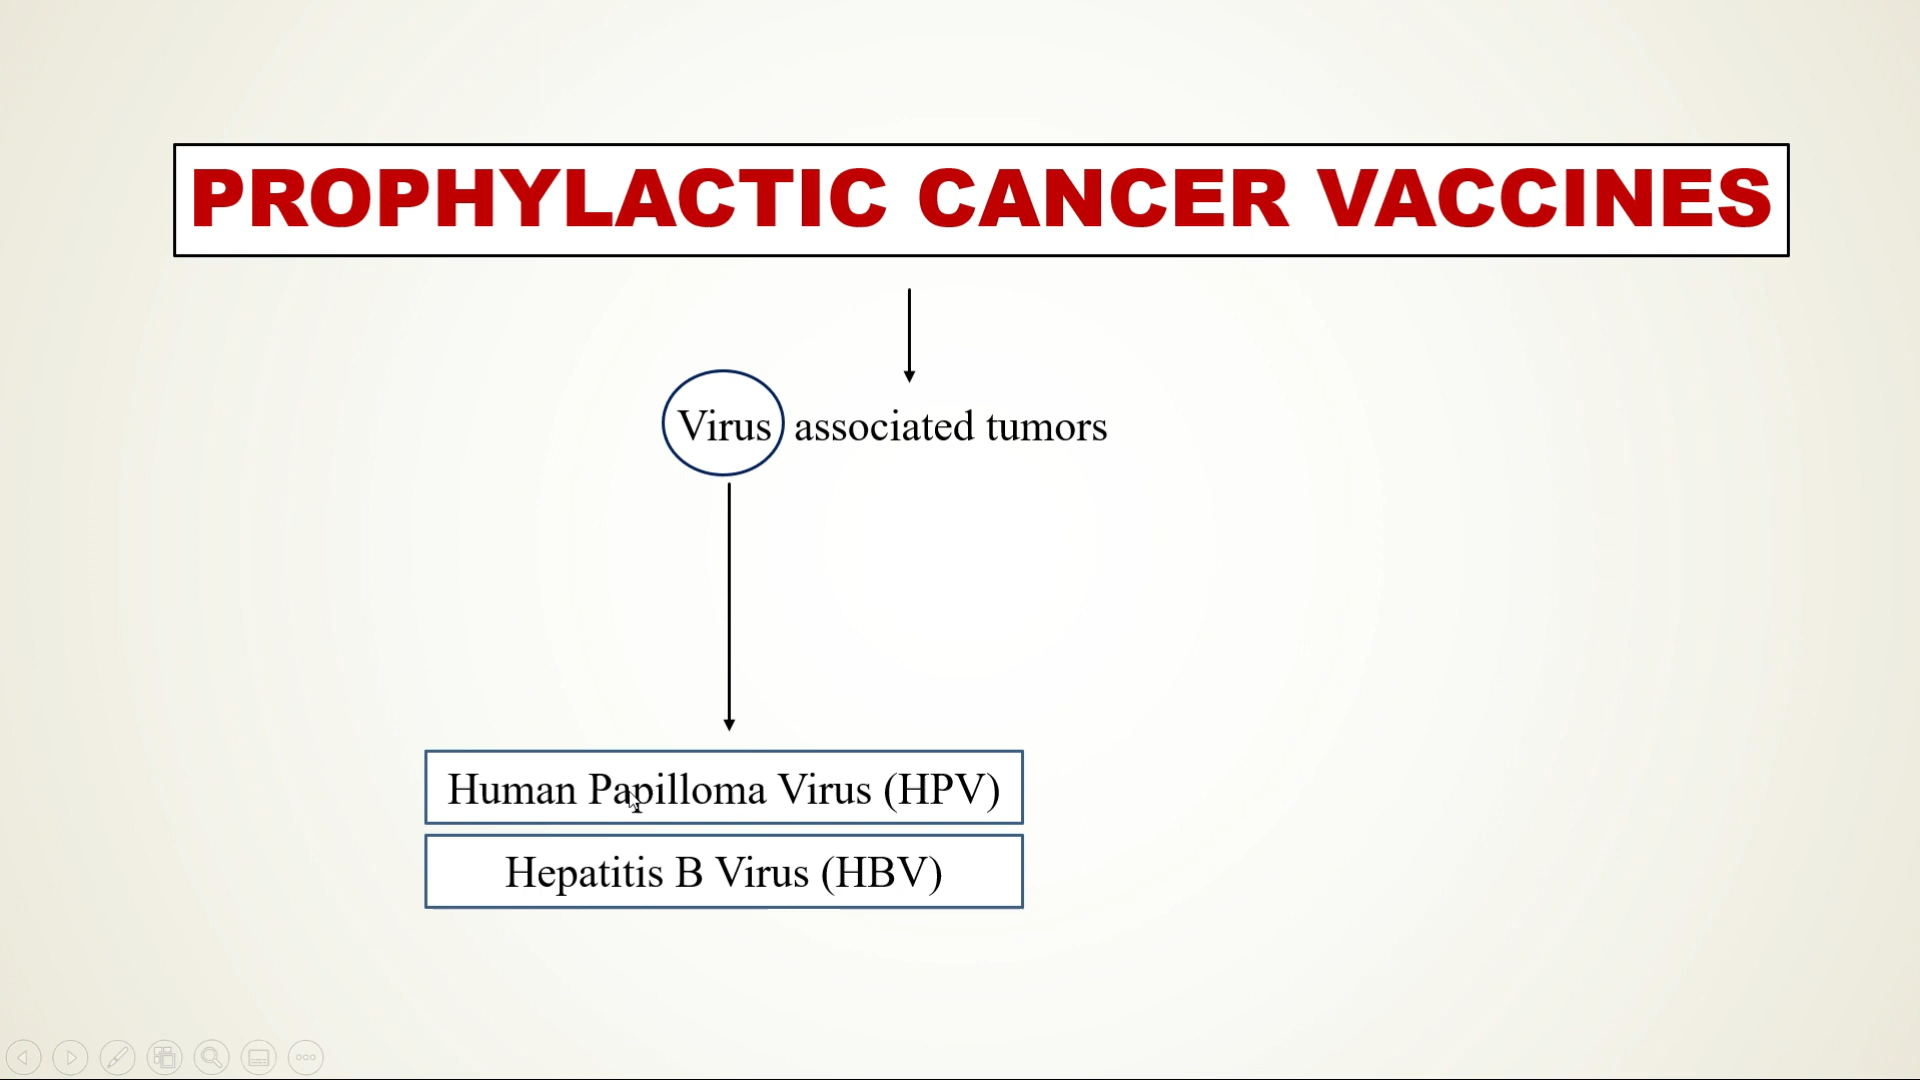 PROPHYLACTIC CANCER VACCINES
Virus associated tumors
Human Papilloma Virus (HPV)
Hepatitis B Virus (HBV)